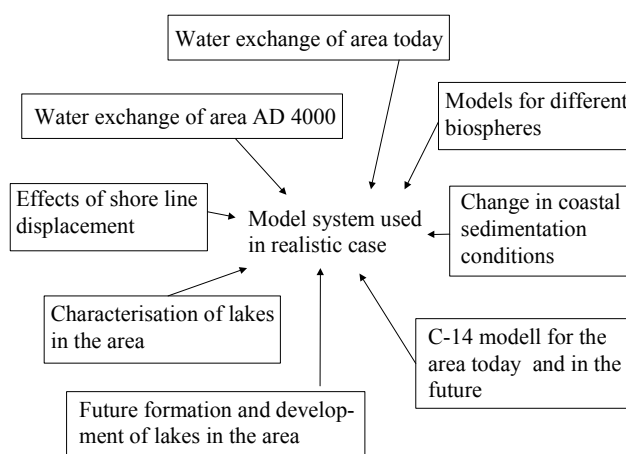 Water exchange of area today
Models for different
biospheres
Water exchange of area AD 4000
Effects of shore line
displacement
Model system used
in realistic case
Change in coastal
sedimentation
conditions
Characterisation of lakes
in the area
C-14 modell for the
area today and in the
future
Future formation and develop-
ment of lakes in the area